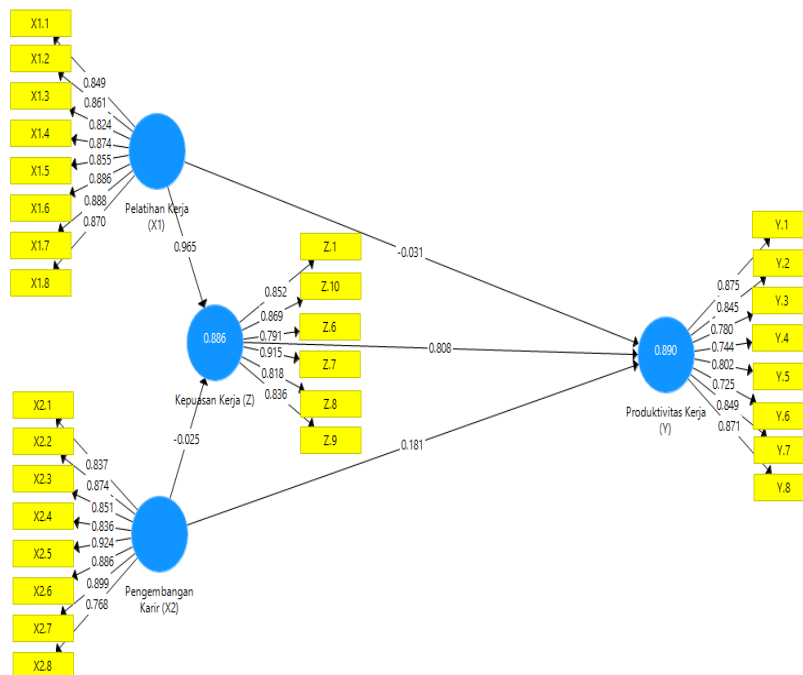 X1.1
X1.2
X1.3
X1.4
X1.5
X1.6
X1.7
X1.8
0.849
0.861
0.824
0.874
0.855
0.886
0.888
0.870
Pelatihan Kerja
(X1)
0.965
-0.031
Z.1
Z.10
Z.6
Z.7
Z.8
Z.9
0.852
0.869
0.791
0.915
0.818
0.836
0.886
Kepuasan Kerja (Z)
0.808
-0.025
0.181
X2.1
X2.2
X2.3
X2.4
X2.5
X2.6
X2.7
X2.8
0.837
0.874
0.851
0.836
0.924
0.886
0.899
0.768
Pengembangan
Karir (X2)
0.890
Produktivitas Kerja
(Y)
0.875
0.845
0.780
0.744
0.802
0.725
0.849
0.871
Y.1
Y.2
Y.3
Y.4
Y.5
Y.6
Y.7
Y.8